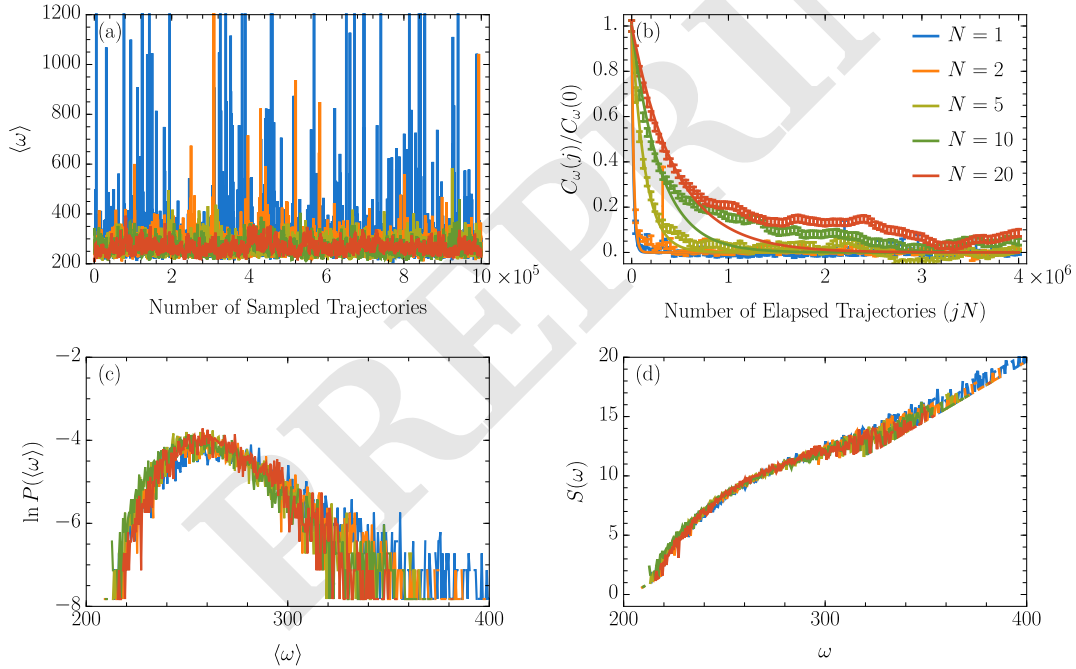 (a)
1200
1000
800
600
400
200
⟨ω⟩
0 2 4 6 8 10 ×10⁵
Number of Sampled Trajectories
(b)
1
0.8
0.6
0.4
0.2
0
C_ω(j)/C_ω(0)
N = 1
N = 2
N = 5
N = 10
N = 20
0 1 2 3 4 ×10⁶
Number of Elapsed Trajectories (jN)
(c)
−2
−4
−6
−8
ln P(⟨ω⟩)
200 300 400
⟨ω⟩
(d)
20
15
10
5
0
S(ω)
200 300 400
ω
PREPRINT